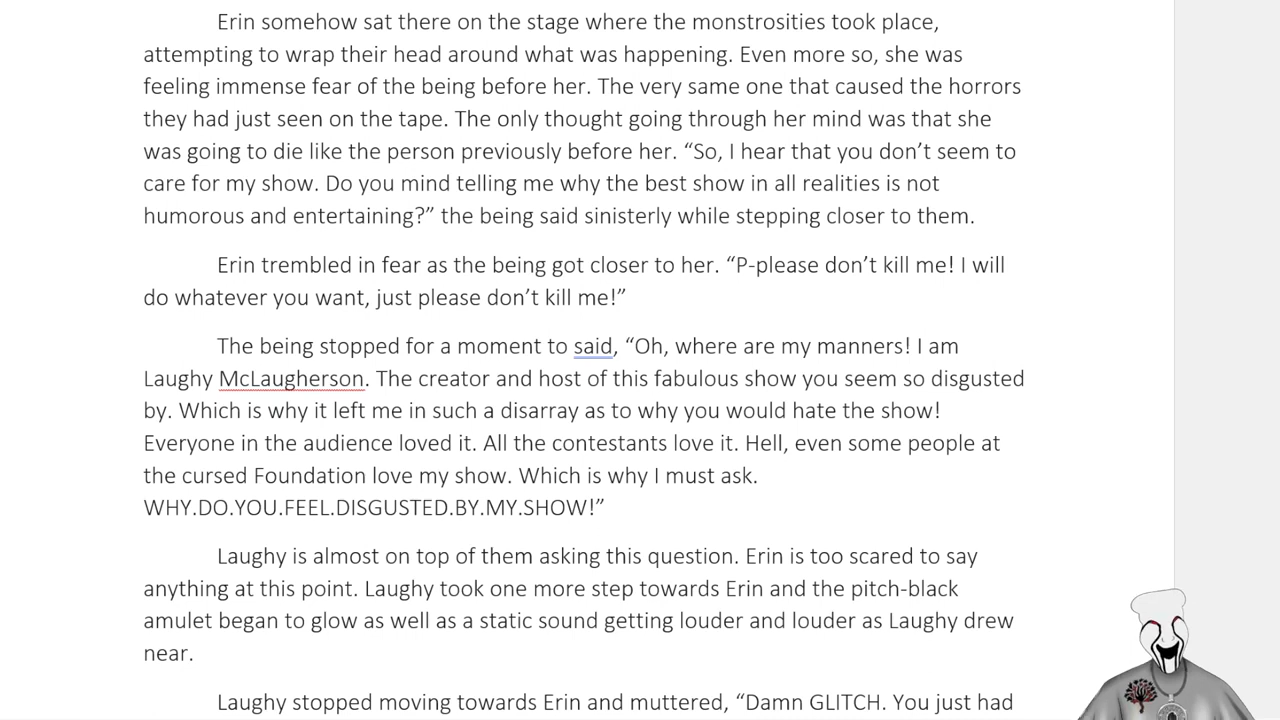 Erin somehow sat there on the stage where the monstrosities took place,
attempting to wrap their head around what was happening. Even more so, she was
feeling immense fear of the being before her. The very same one that caused the horrors
they had just seen on the tape. The only thought going through her mind was that she
was going to die like the person previously before her. “So, I hear that you don’t seem to
care for my show. Do you mind telling me why the best show in all realities is not
humorous and entertaining?” the being said sinisterly while stepping closer to them.
Erin trembled in fear as the being got closer to her. “P-please don’t kill me! I will
do whatever you want, just please don’t kill me!”
The being stopped for a moment to said, “Oh, where are my manners! I am
Laughy McLaugherson. The creator and host of this fabulous show you seem so disgusted
by. Which is why it left me in such a disarray as to why you would hate the show!
Everyone in the audience loved it. All the contestants love it. Hell, even some people at
the cursed Foundation love my show. Which is why I must ask.
WHY.DO.YOU.FEEL.DISGUSTED.BY.MY.SHOW!”
Laughy is almost on top of them asking this question. Erin is too scared to say
anything at this point. Laughy took one more step towards Erin and the pitch-black
amulet began to glow as well as a static sound getting louder and louder as Laughy drew
near.
Laughy stopped moving towards Erin and muttered, “Damn GLITCH. You just had